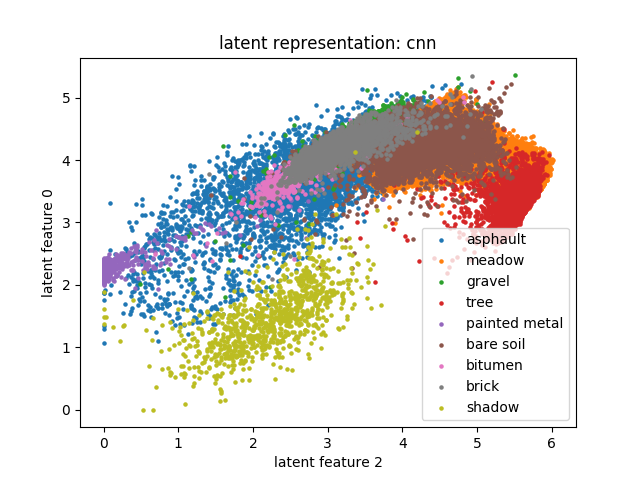 latent representation: cnn
latent feature 0
5
4
3
2
1
0
0 1 2 3 4 5 6
latent feature 2
asphault
meadow
gravel
tree
painted metal
bare soil
bitumen
brick
shadow